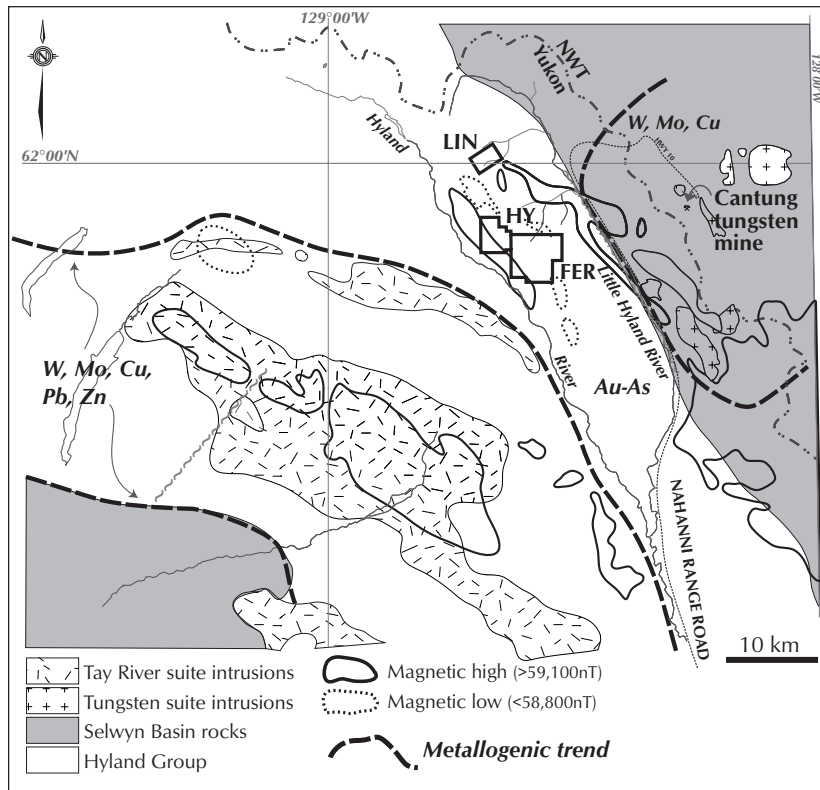 129°00'W
N
NWT
Yukon
128°00'W
Hyland
LIN
W, Mo, Cu
HWY 10
62°00'N
Cantung
tungsten
mine
HY
FER
Little Hyland River
W, Mo, Cu,
Pb, Zn
River
Au-As
NAHANNI RANGE ROAD
10 km
Tay River suite intrusions
Tungsten suite intrusions
Selwyn Basin rocks
Hyland Group
Magnetic high (>59,100nT)
Magnetic low (<58,800nT)
Metallogenic trend